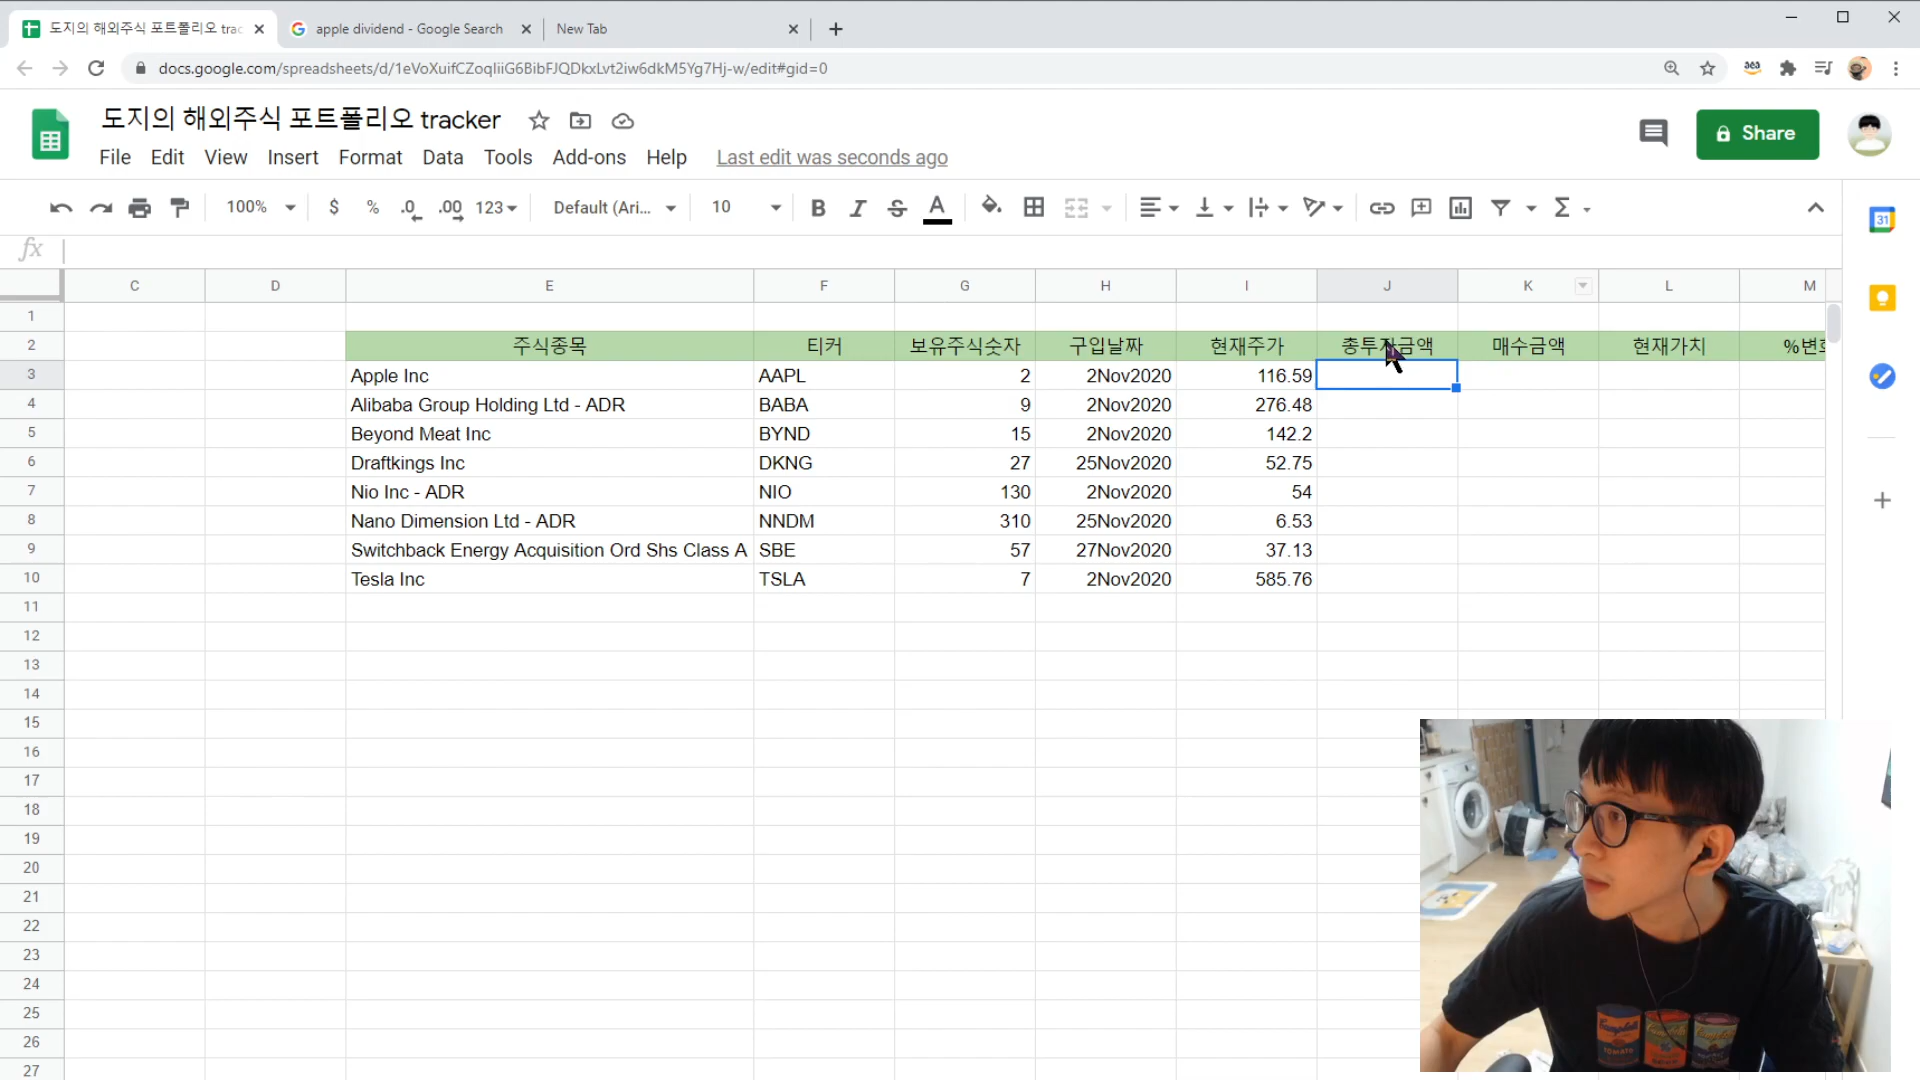 도지의 해외주식 포트폴리오 trac
apple dividend - Google Search
New Tab
docs.google.com/spreadsheets/d/1eVoXuifCZoqIiiG6BibFJQDkxLvt2iw6dkM5Yg7Hj-w/edit#gid=0
도지의 해외주식 포트폴리오 tracker
Share
File Edit View Insert Format Data Tools Add-ons Help Last edit was seconds ago
100% $ % .0 .00 123 Default (Ari... 10 B I S A Σ
31
fx
C D E F G H I J K L M
1
2 주식종목 티커 보유주식숫자 구입날짜 현재주가 총투자금액 매수금액 현재가치
3 Apple Inc AAPL 2 2Nov2020 116.59
4 Alibaba Group Holding Ltd - ADR BABA 9 2Nov2020 276.48
5 Beyond Meat Inc BYND 15 2Nov2020 142.2
6 Draftkings Inc DKNG 27 25Nov2020 52.75
7 Nio Inc - ADR NIO 130 2Nov2020 54
8 Nano Dimension Ltd - ADR NNDM 310 25Nov2020 6.53
9 Switchback Energy Acquisition Ord Shs Class A SBE 57 27Nov2020 37.13
10 Tesla Inc TSLA 7 2Nov2020 585.76
11
12
13
14
15
16
17
18
19
20
21
22
23
24
25
26
27
Campbell's Campbell's Campbell's
TOMATO